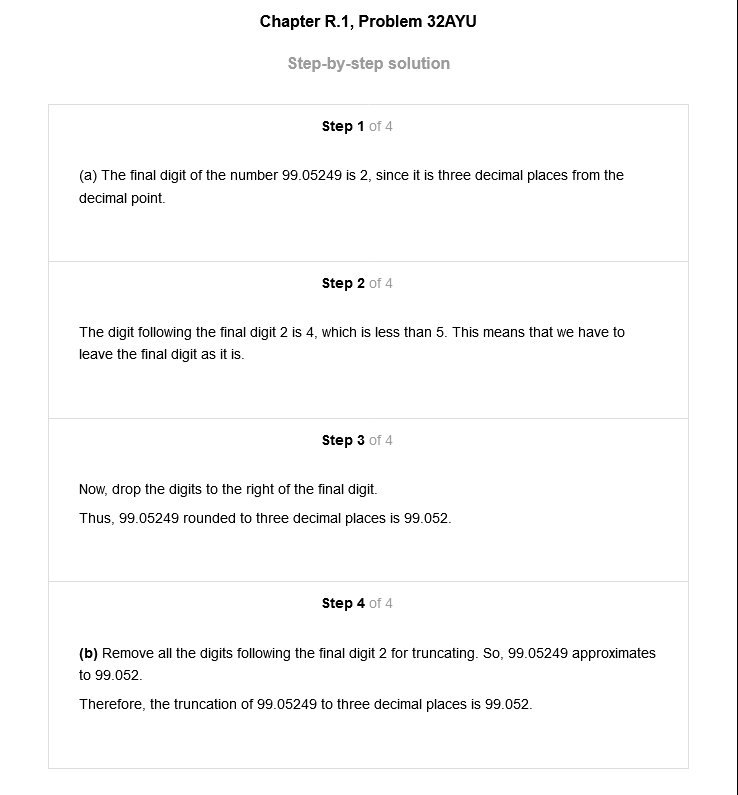 Chapter R.1, Problem 32AYU
Step-by-step solution
Step 1 of 4
(a) The final digit of the number 99.05249 is 2, since it is three decimal places from the
decimal point.
Step 2 of 4
The digit following the final digit 2 is 4, which is less than 5. This means that we have to
leave the final digit as it is.
Step 3 of 4
Now, drop the digits to the right of the final digit.
Thus, 99.05249 rounded to three decimal places is 99.052.
Step 4 of 4
(b) Remove all the digits following the final digit 2 for truncating. So, 99.05249 approximates
to 99.052.
Therefore, the truncation of 99.05249 to three decimal places is 99.052.